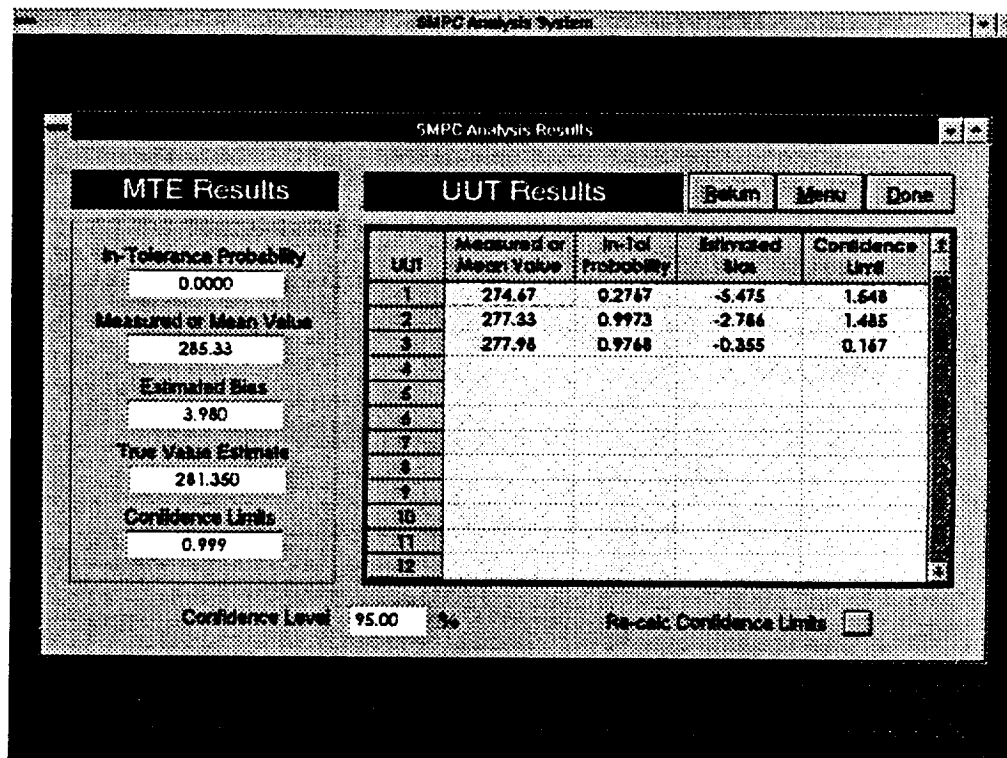 SMPC Analysis System
SMPC Analysis Results
MTE Results
UUT Results
Return Menu Done
In-Tolerance Probability
0.0000
Measured or Mean Value
285.33
Estimated Bias
3.980
True Value Estimate
281.350
Confidence Limits
0.999
UUT Measured or Mean Value In-Tol Probability Estimated Bias Confidence Limit
1 274.67 0.2767 -5.475 1.548
2 277.33 0.9973 -2.786 1.485
3 277.98 0.9768 -0.355 0.167
4
5
6
7
8
9
10
11
12
Confidence Level 95.00 %
Re-calc Confidence Limits